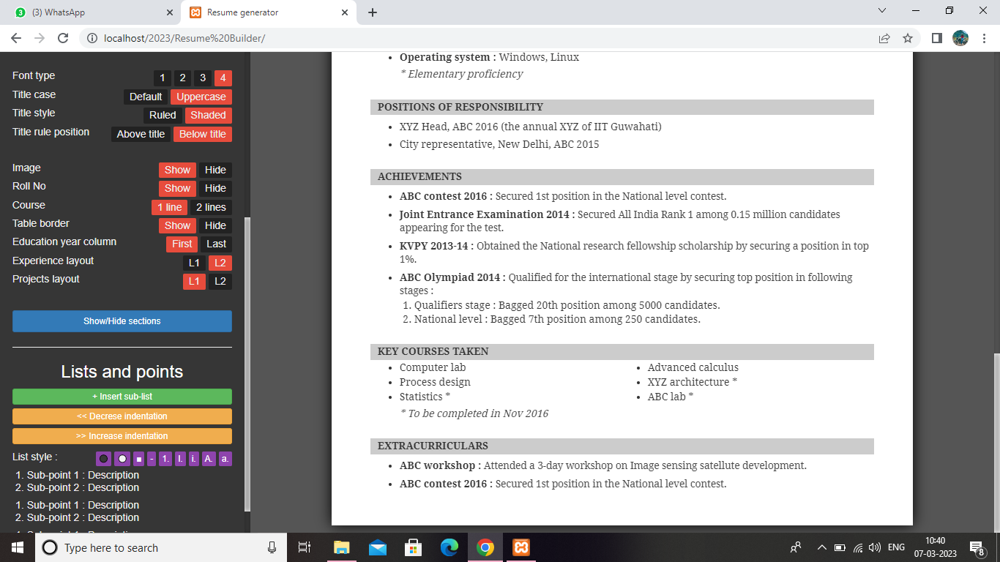 (3) WhatsApp
Resume generator
localhost/2023/Resume%20Builder/
Font type 1 2 3 4
Title case Default Uppercase
Title style Ruled Shaded
Title rule position Above title Below title
Image Show Hide
Roll No Show Hide
Course 1 line 2 lines
Table border Show Hide
Education year column First Last
Experience layout L1 L2
Projects layout L1 L2
Show/Hide sections
Lists and points
+ Insert sub-list
<< Decrese indentation
>> Increase indentation
List style : - 1. I. i. A. a.
1. Sub-point 1 : Description
2. Sub-point 2 : Description
1. Sub-point 1 : Description
2. Sub-point 2 : Description
• Operating system : Windows, Linux
* Elementary proficiency
POSITIONS OF RESPONSIBILITY
• XYZ Head, ABC 2016 (the annual XYZ of IIT Guwahati)
• City representative, New Delhi, ABC 2015
ACHIEVEMENTS
• ABC contest 2016 : Secured 1st position in the National level contest.
• Joint Entrance Examination 2014 : Secured All India Rank 1 among 0.15 million candidates
appearing for the test.
• KVPY 2013-14 : Obtained the National research fellowship scholarship by securing a position in top
1%.
• ABC Olympiad 2014 : Qualified for the international stage by securing top position in following
stages :
1. Qualifiers stage : Bagged 20th position among 5000 candidates.
2. National level : Bagged 7th position among 250 candidates.
KEY COURSES TAKEN
• Computer lab
• Process design
• Statistics *
• Advanced calculus
• XYZ architecture *
• ABC lab *
* To be completed in Nov 2016
EXTRACURRICULARS
• ABC workshop : Attended a 3-day workshop on Image sensing satellute development.
• ABC contest 2016 : Secured 1st position in the National level contest.
Type here to search
ENG
10:40
07-03-2023
8